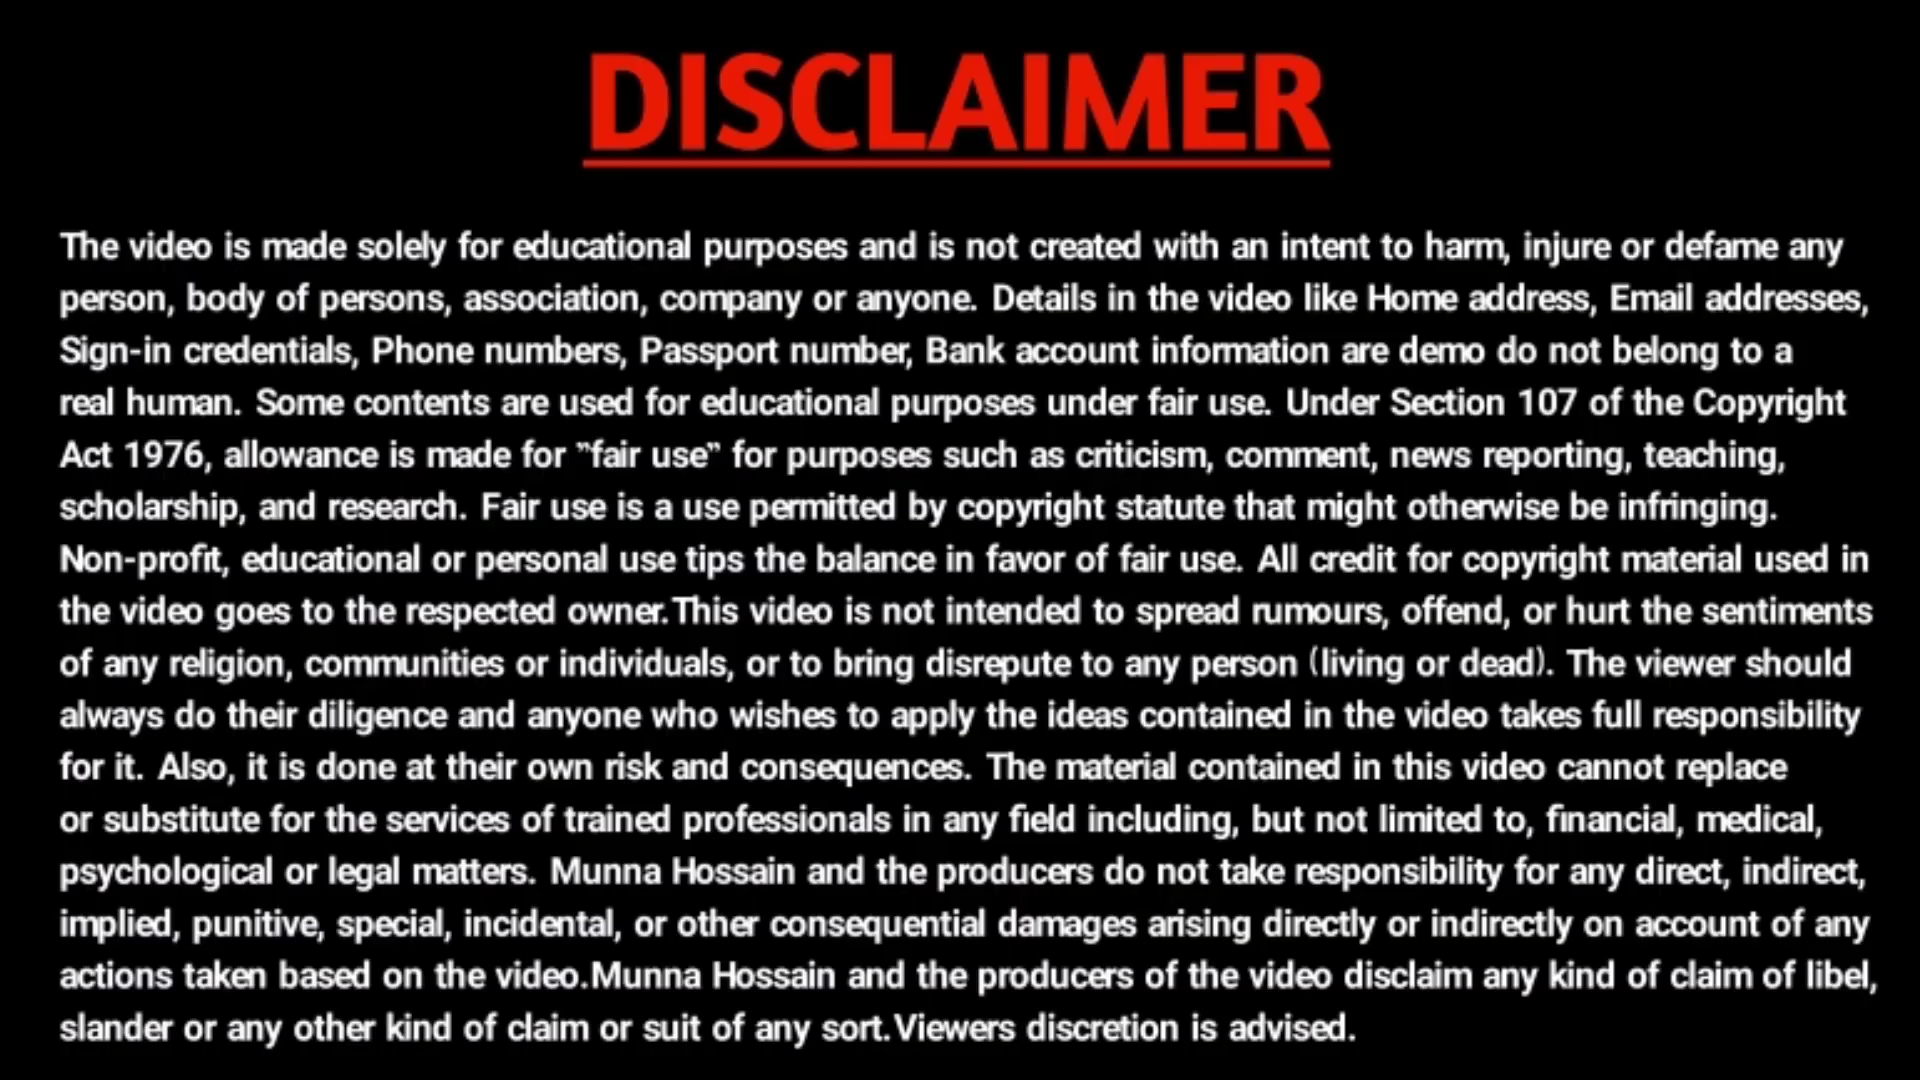 DISCLAIMER
The video is made solely for educational purposes and is not created with an intent to harm, injure or defame any
person, body of persons, association, company or anyone. Details in the video like Home address, Email addresses,
Sign-in credentials, Phone numbers, Passport number, Bank account information are demo do not belong to a
real human. Some contents are used for educational purposes under fair use. Under Section 107 of the Copyright
Act 1976, allowance is made for "fair use" for purposes such as criticism, comment, news reporting, teaching,
scholarship, and research. Fair use is a use permitted by copyright statute that might otherwise be infringing.
Non-profit, educational or personal use tips the balance in favor of fair use. All credit for copyright material used in
the video goes to the respected owner.This video is not intended to spread rumours, offend, or hurt the sentiments
of any religion, communities or individuals, or to bring disrepute to any person (living or dead). The viewer should
always do their diligence and anyone who wishes to apply the ideas contained in the video takes full responsibility
for it. Also, it is done at their own risk and consequences. The material contained in this video cannot replace
or substitute for the services of trained professionals in any field including, but not limited to, financial, medical,
psychological or legal matters. Munna Hossain and the producers do not take responsibility for any direct, indirect,
implied, punitive, special, incidental, or other consequential damages arising directly or indirectly on account of any
actions taken based on the video.Munna Hossain and the producers of the video disclaim any kind of claim of libel,
slander or any other kind of claim or suit of any sort.Viewers discretion is advised.